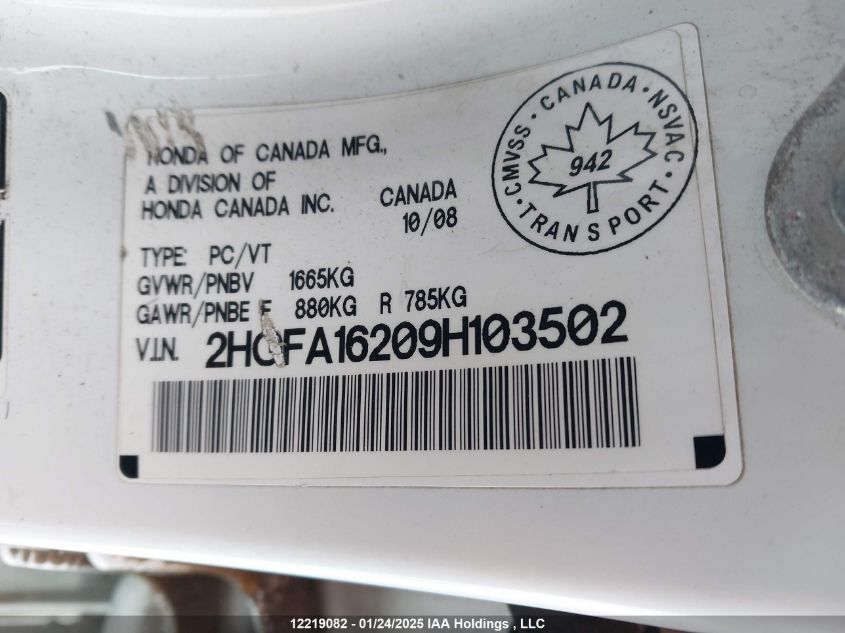 HONDA OF CANADA MFG.,
A DIVISION OF
HONDA CANADA INC. CANADA
10/08
TYPE: PC/VT
GVWR/PNBV 1665KG
GAWR/PNBE F 880KG R 785KG
V.I.N. 2HGFA16209H103502
CMVSS · CANADA · NSVAC · TRANSPORT ·
942
12219082 - 01/24/2025 IAA Holdings , LLC